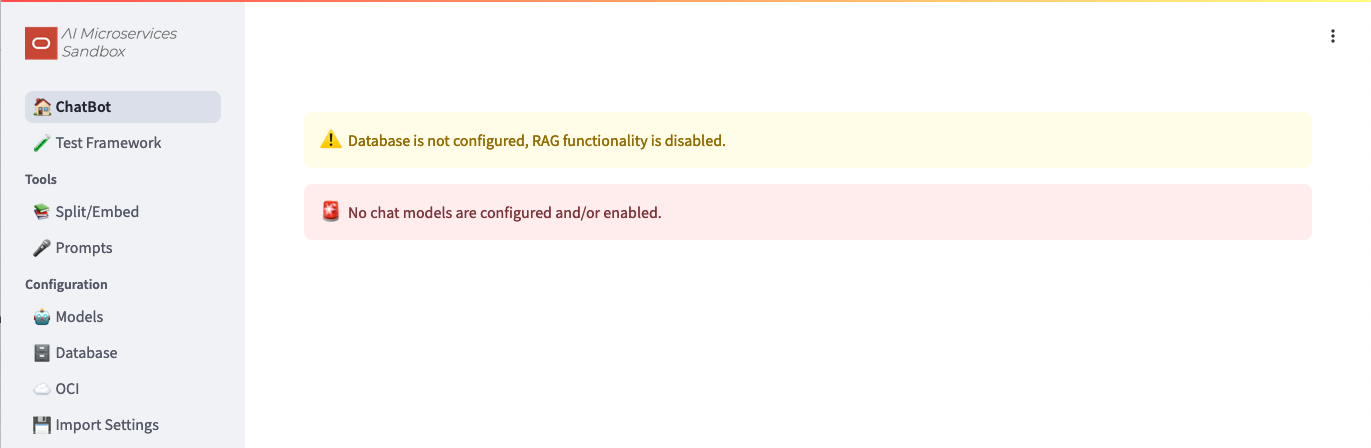 AI Microservices
Sandbox
ChatBot
Test Framework
Tools
Split/Embed
Prompts
Configuration
Models
Database
OCI
Import Settings
Database is not configured, RAG functionality is disabled.
No chat models are configured and/or enabled.